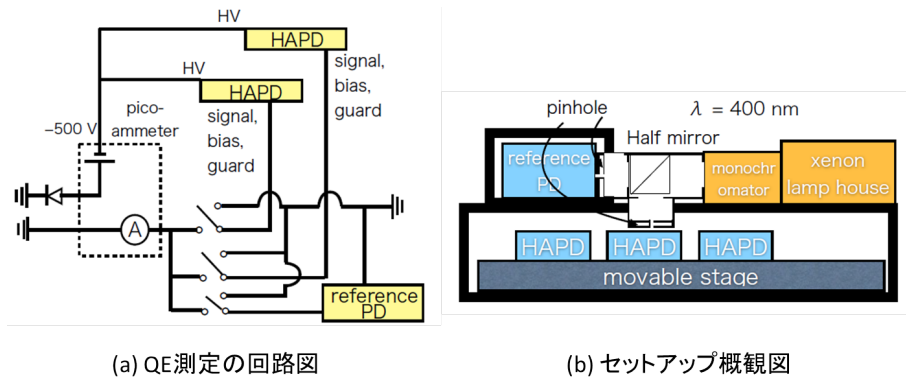 HV
HAPD
signal,
bias,
guard
HV
HAPD
signal,
bias,
guard
pico-
ammeter
−500 V
A
reference
PD
(a) QE測定の回路図
pinhole
λ = 400 nm
Half mirror
reference
PD
monochr
omator
xenon
lamp house
HAPD
HAPD
HAPD
movable stage
(b) セットアップ概観図